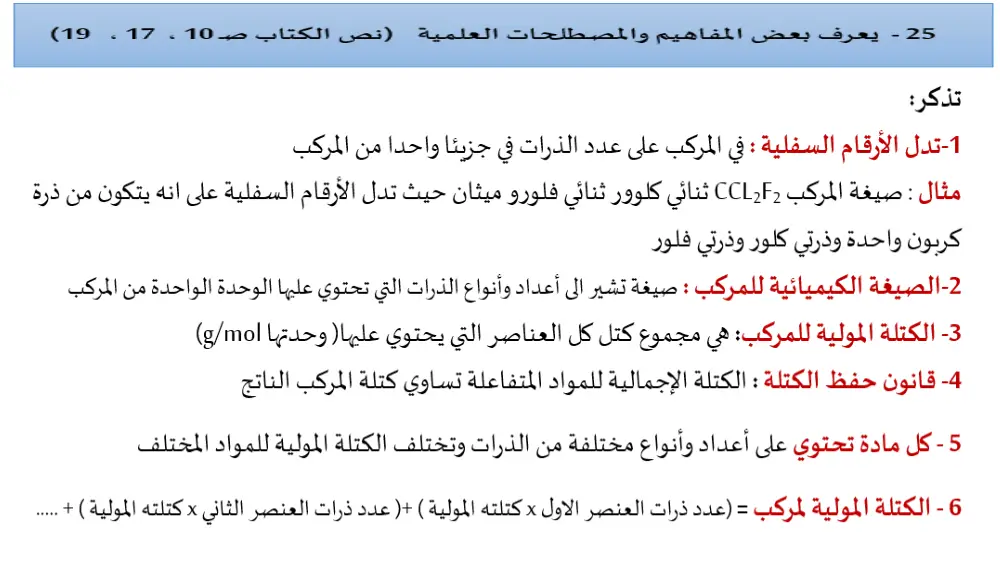 25 - يعرف بعض المفاهيم والمصطلحات العلمية (نص الكتاب صـ 10 ، 17 ، 19)
تذكر:
1-تدل الأرقام السفلية : في المركب على عدد الذرات في جزيئا واحدا من المركب
مثال : صيغة المركب CCL₂F₂ ثنائي كلوور ثنائي فلورو ميثان حيث تدل الأرقام السفلية على انه يتكون من ذرة
كربون واحدة وذرتي كلور وذرتي فلور
2-الصيغة الكيميائية للمركب : صيغة تشير الى أعداد وأنواع الذرات التي تحتوي عليها الوحدة الواحدة من المركب
3- الكتلة المولية للمركب: هي مجموع كتل كل العناصر التي يحتوي عليها( وحدتها g/mol)
4- قانون حفظ الكتلة : الكتلة الإجمالية للمواد المتفاعلة تساوي كتلة المركب الناتج
5 - كل مادة تحتوي على أعداد وأنواع مختلفة من الذرات وتختلف الكتلة المولية للمواد المختلف
6 - الكتلة المولية لمركب = (عدد ذرات العنصر الاول x كتلته المولية ) +( عدد ذرات العنصر الثاني x كتلته المولية ) + .....